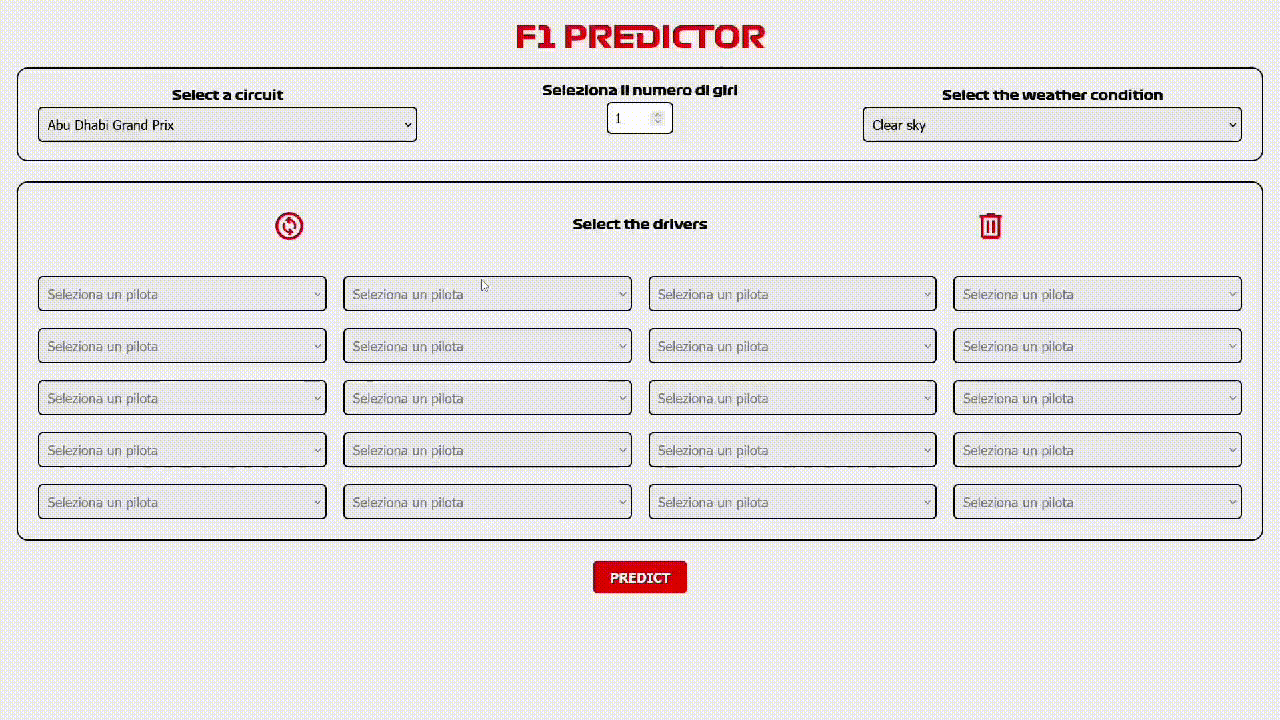 F1 PREDICTOR
Select a circuit
Seleziona il numero di giri
Select the weather condition
Abu Dhabi Grand Prix
1
Clear sky
Select the drivers
Seleziona un pilota Seleziona un pilota Seleziona un pilota Seleziona un pilota
Seleziona un pilota Seleziona un pilota Seleziona un pilota Seleziona un pilota
Seleziona un pilota Seleziona un pilota Seleziona un pilota Seleziona un pilota
Seleziona un pilota Seleziona un pilota Seleziona un pilota Seleziona un pilota
Seleziona un pilota Seleziona un pilota Seleziona un pilota Seleziona un pilota
PREDICT